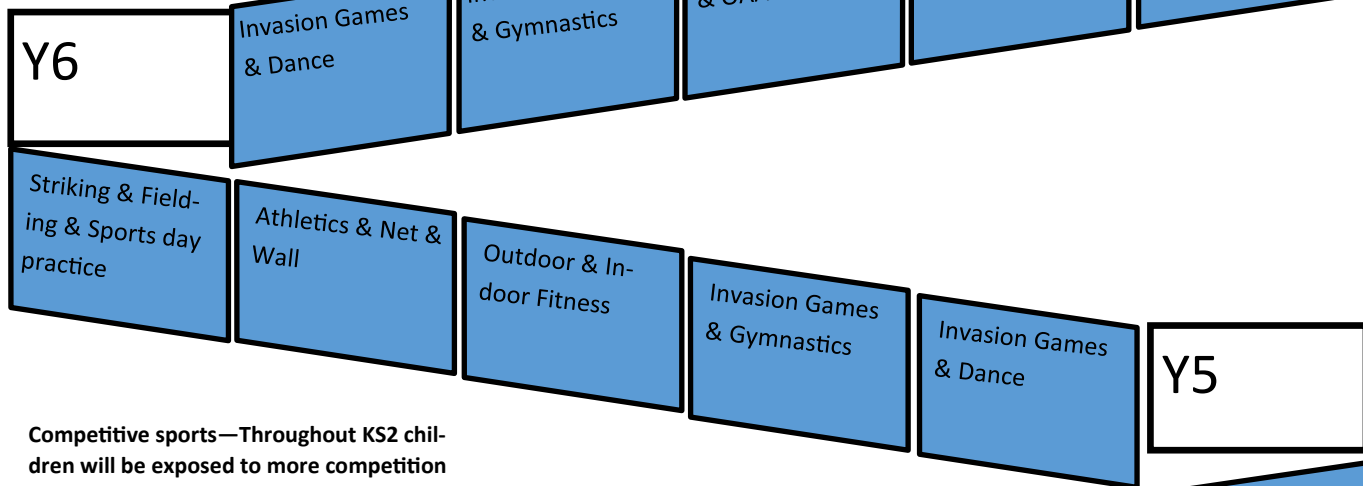 Y6
Invasion Games
& Dance
& Gymnastics
Striking & Field-
ing & Sports day
practice
Athletics & Net &
Wall
Outdoor & In-
door Fitness
Invasion Games
& Gymnastics
Invasion Games
& Dance
Y5
Competitive sports—Throughout KS2 chil-
dren will be exposed to more competition